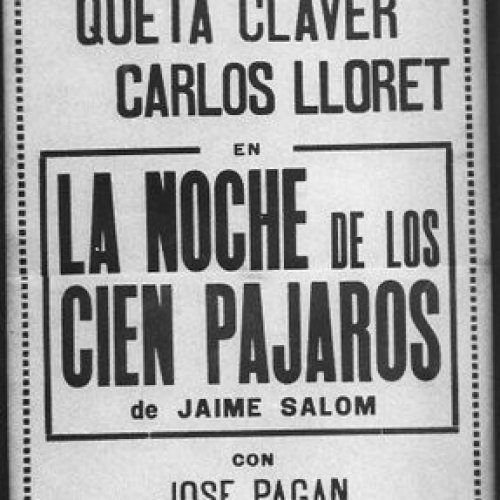 QUETA CLAVER
CARLOS LLORET
EN
LA NOCHE DE LOS
CIEN PAJAROS
de JAIME SALOM
CON
JOSE PAGAN